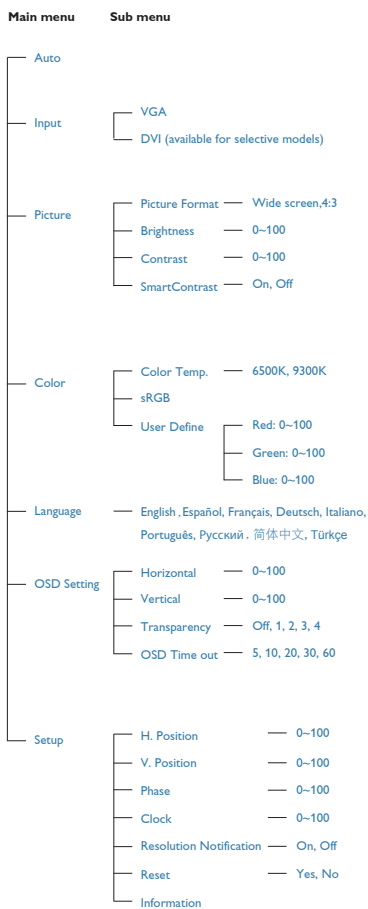 Main menu Sub menu
Auto
Input
VGA
DVI (available for selective models)
Picture
Picture Format Wide screen,4:3
Brightness 0~100
Contrast 0~100
SmartContrast On, Off
Color
Color Temp. 6500K, 9300K
sRGB
User Define Red: 0~100
Green: 0~100
Blue: 0~100
Language English , Español, Français, Deutsch, Italiano,
Português, Русский , 简体中文, Türkçe
OSD Setting
Horizontal 0~100
Vertical 0~100
Transparency Off, 1, 2, 3, 4
OSD Time out 5, 10, 20, 30, 60
Setup
H. Position 0~100
V. Position 0~100
Phase 0~100
Clock 0~100
Resolution Notification On, Off
Reset Yes, No
Information